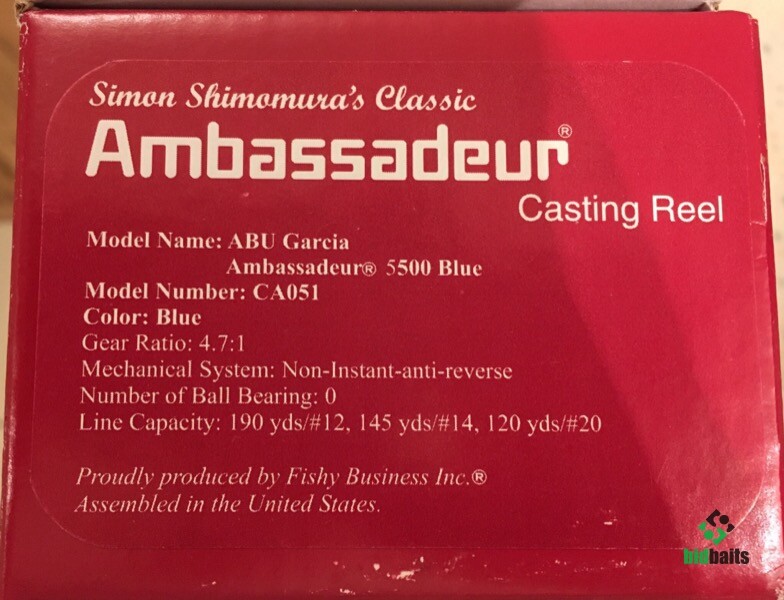 Simon Shimomura's Classic
Ambassadeur®
Casting Reel
Model Name: ABU Garcia
Ambassadeur® 5500 Blue
Model Number: CA051
Color: Blue
Gear Ratio: 4.7:1
Mechanical System: Non-Instant-anti-reverse
Number of Ball Bearing: 0
Line Capacity: 190 yds/#12, 145 yds/#14, 120 yds/#20
Proudly produced by Fishy Business Inc.®
Assembled in the United States.
bidbaits